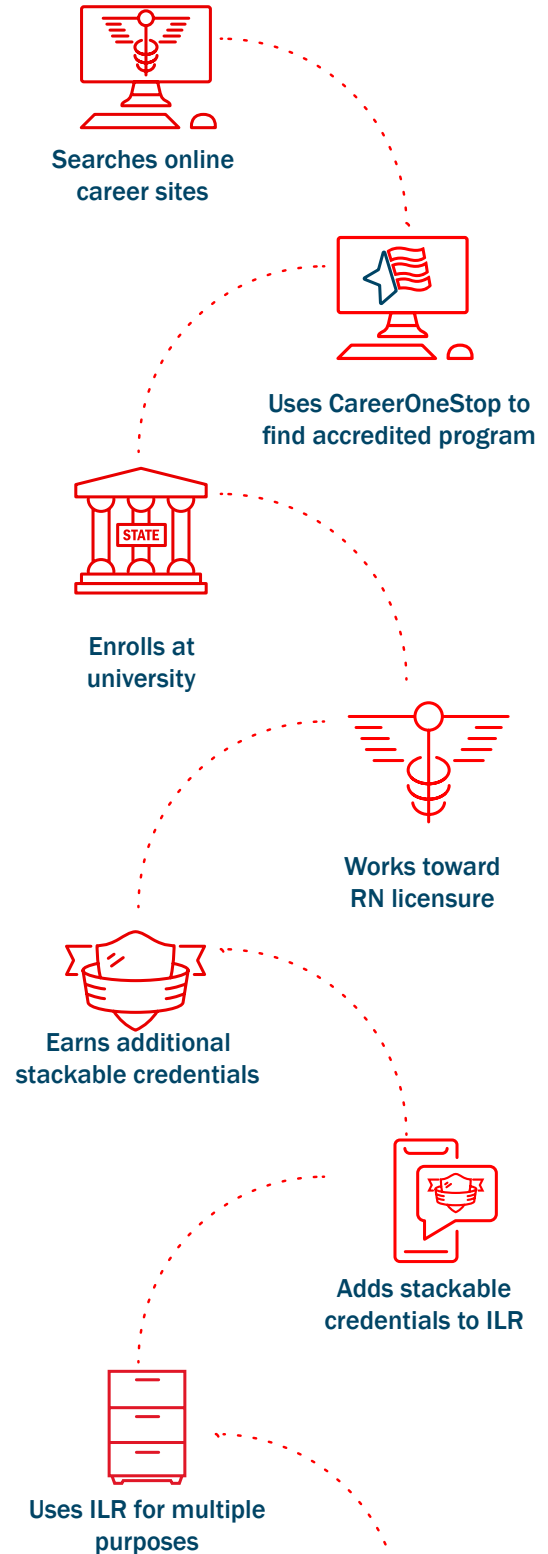 Searches online
career sites
Uses CareerOneStop to
find accredited program
STATE
Enrolls at
university
Works toward
RN licensure
Earns additional
stackable credentials
Adds stackable
credentials to ILR
Uses ILR for multiple
purposes